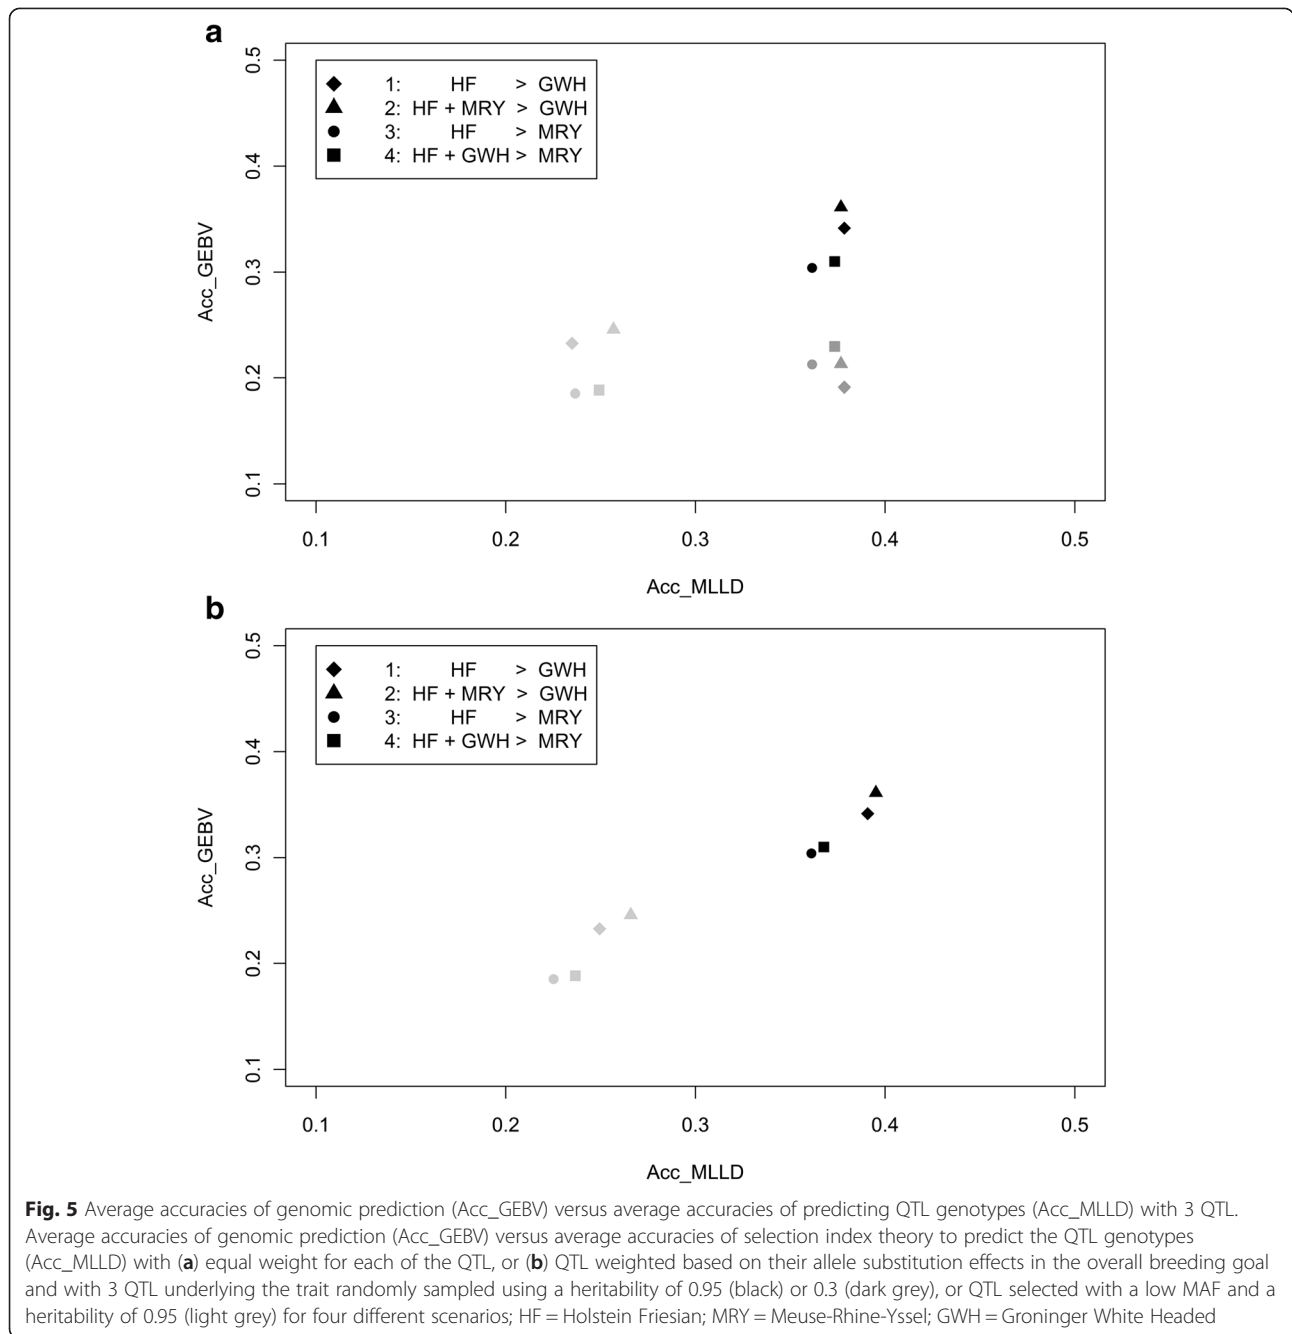 a
0.5
0.4
0.3
0.2
0.1
Acc_GEBV
1: HF > GWH
2: HF + MRY > GWH
3: HF > MRY
4: HF + GWH > MRY
0.1 0.2 0.3 0.4 0.5
Acc_MLLD
b
0.5
0.4
0.3
0.2
0.1
Acc_GEBV
1: HF > GWH
2: HF + MRY > GWH
3: HF > MRY
4: HF + GWH > MRY
0.1 0.2 0.3 0.4 0.5
Acc_MLLD
Fig. 5 Average accuracies of genomic prediction (Acc_GEBV) versus average accuracies of predicting QTL genotypes (Acc_MLLD) with 3 QTL.
Average accuracies of genomic prediction (Acc_GEBV) versus average accuracies of selection index theory to predict the QTL genotypes
(Acc_MLLD) with (a) equal weight for each of the QTL, or (b) QTL weighted based on their allele substitution effects in the overall breeding goal
and with 3 QTL underlying the trait randomly sampled using a heritability of 0.95 (black) or 0.3 (dark grey), or QTL selected with a low MAF and a
heritability of 0.95 (light grey) for four different scenarios; HF = Holstein Friesian; MRY = Meuse-Rhine-Yssel; GWH = Groninger White Headed